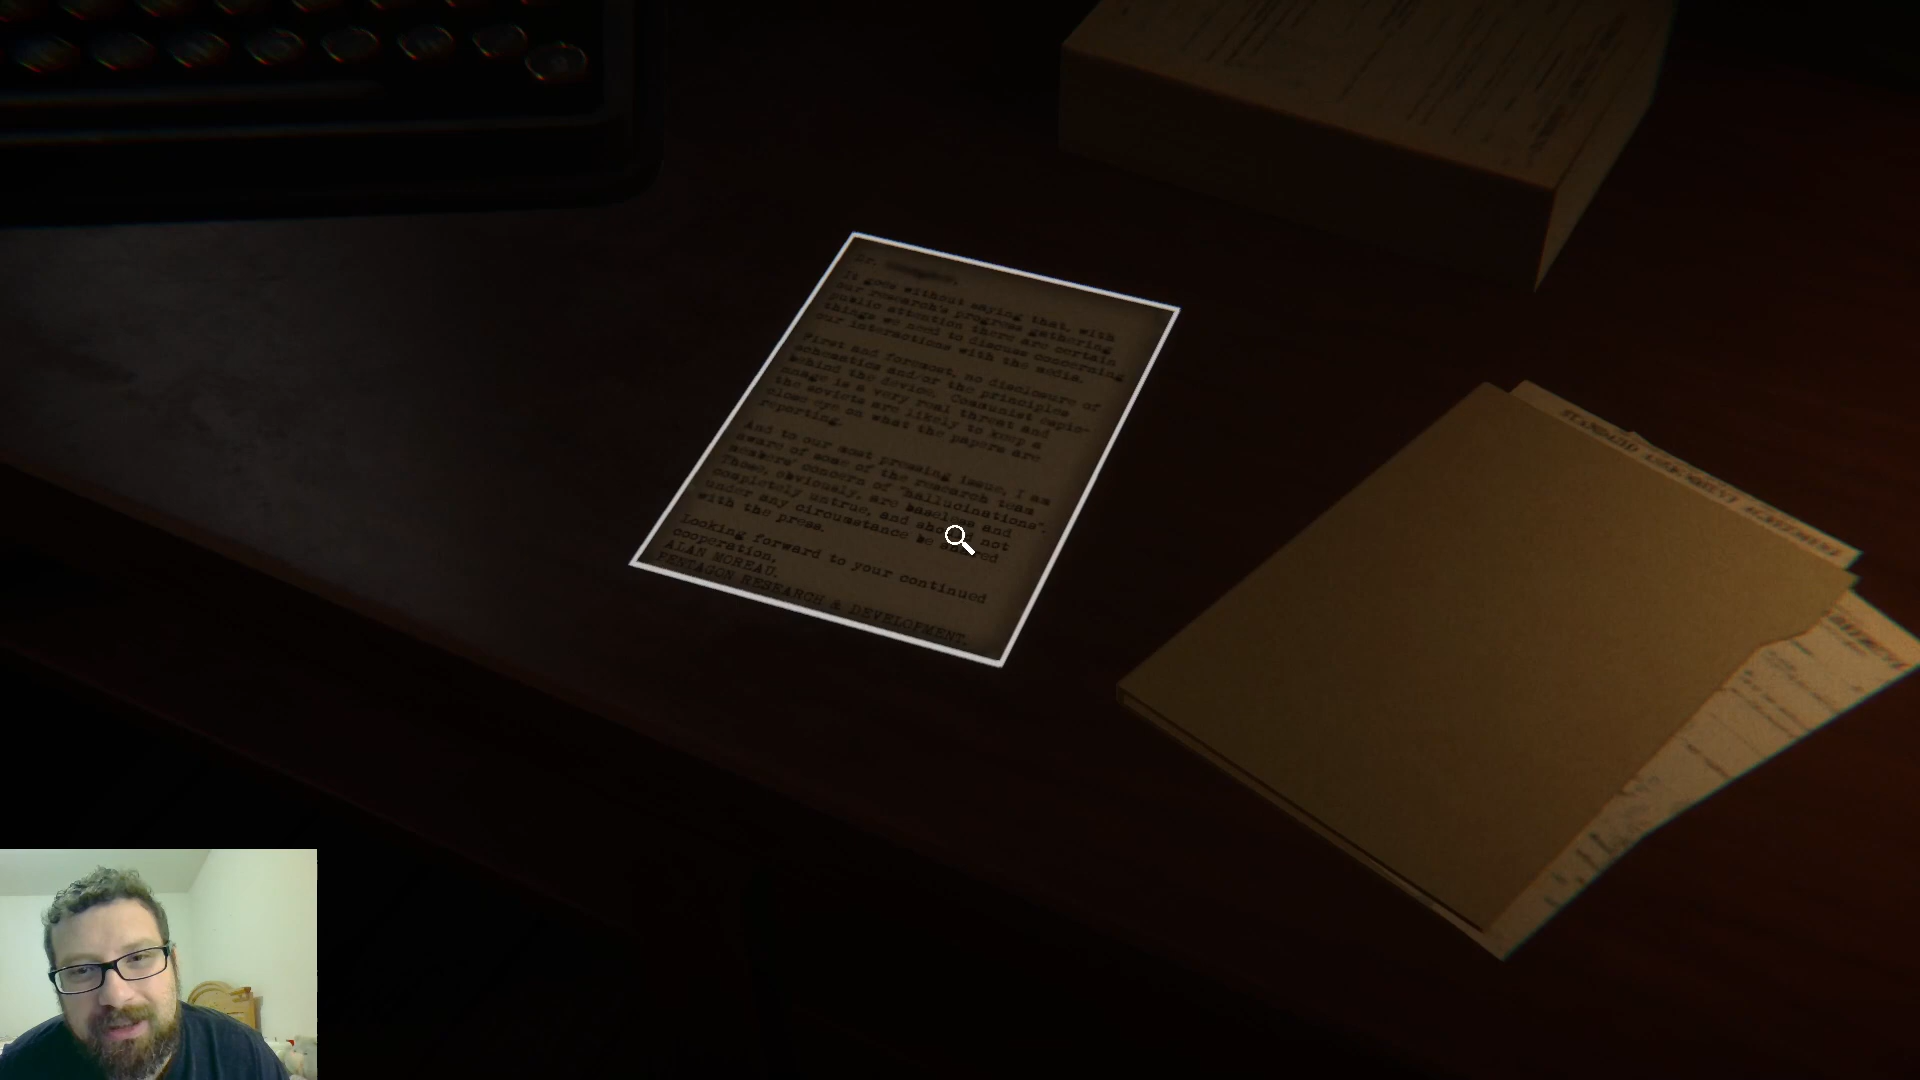 Dr.
It goes without saying that, with
our research's progress gathering
public attention there are certain
things we need to discuss concerning
our interactions with the media.
First and foremost, no disclosure of
schematics and/or the principles
behind the device. Communist espio-
nnage is a very real threat and
the soviets are likely to keep a
close eye on what the papers are
reporting.
And to our most pressing issue, I am
aware of some of the reacarch team
members' concern of "hallucinations".
These, obviously, are baseless and
completely untrue, and should not
under any circumstance be shared
with the press.
Looking forward to your continued
cooperation,
ALAN MOREAU.
PENTAGON RESEARCH & DEVELOPMENT.